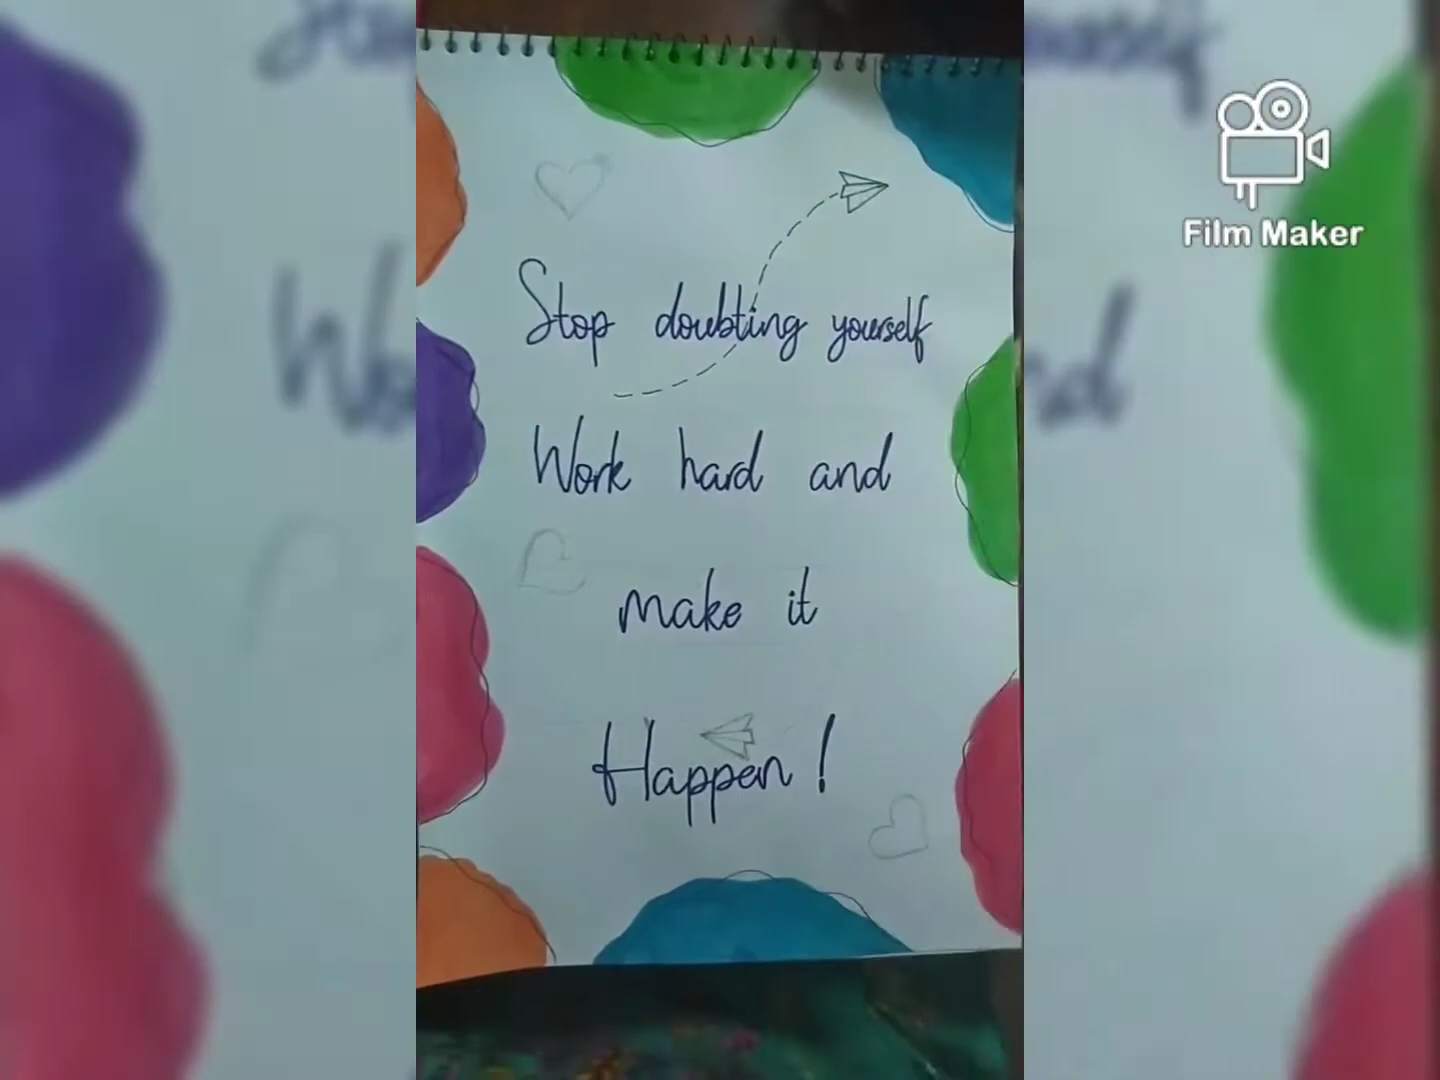 Film Maker
Stop doubting yourself
Work hard and
make it
Happen !